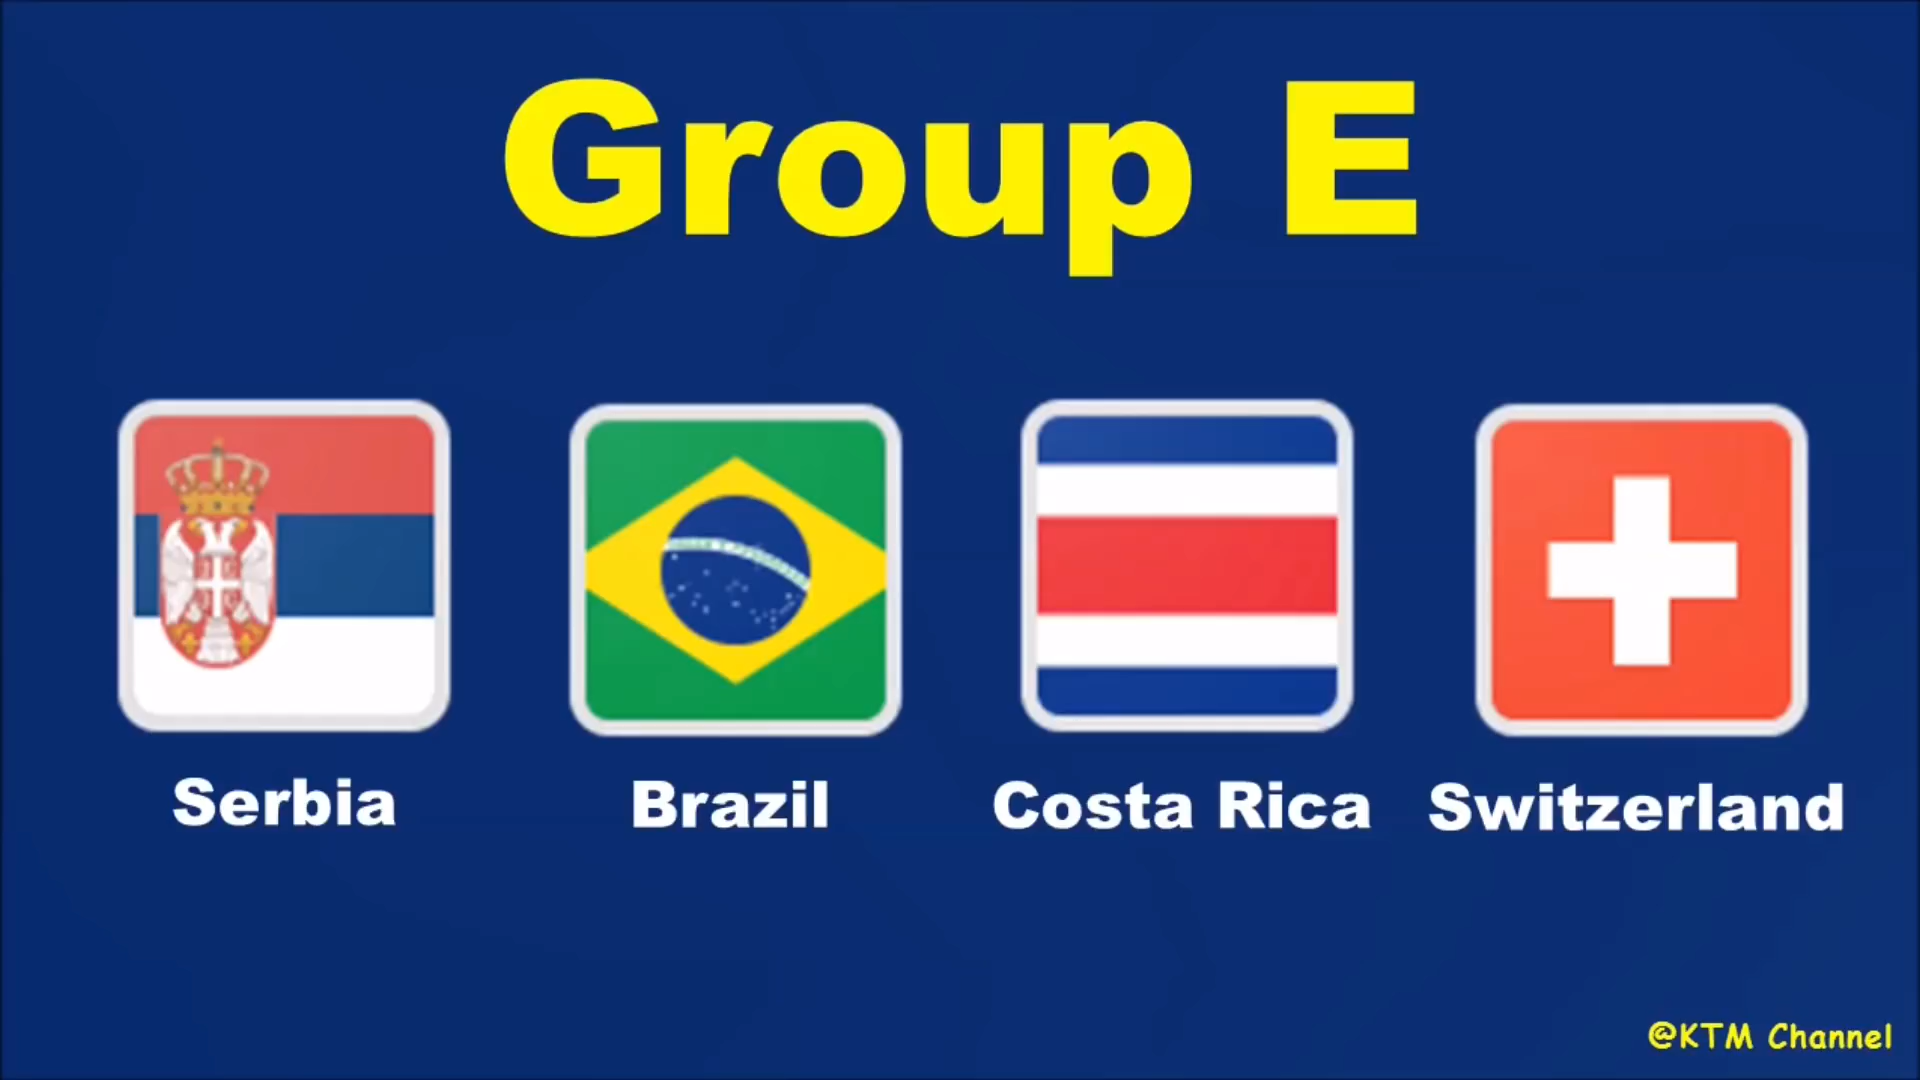 Group E
Serbia
Brazil
Costa Rica
Switzerland
@KTM Channel